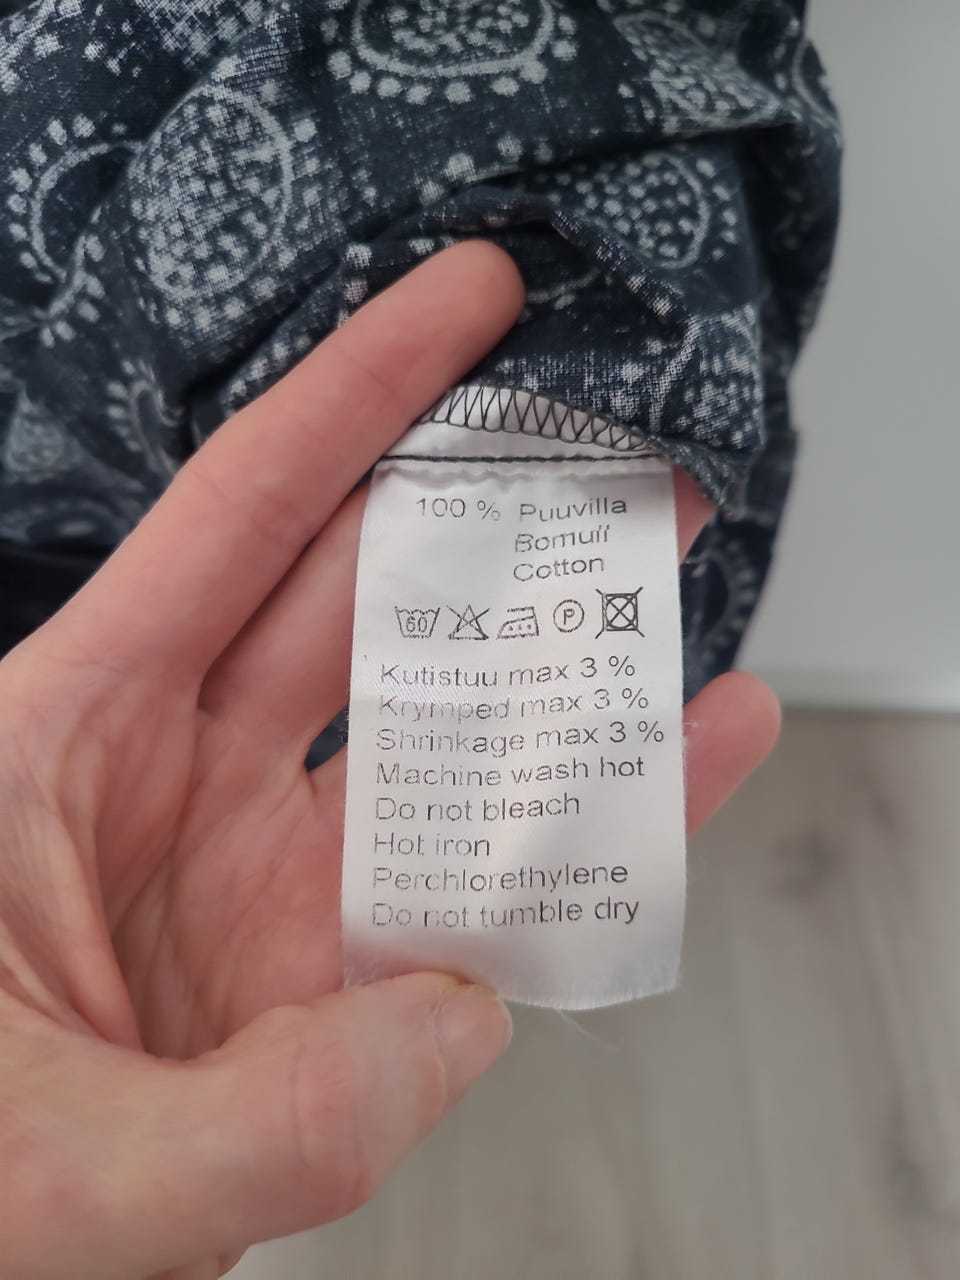 100 % Puuvilla
Bomull
Cotton
60 P
Kutistuu max 3 %
Krymped max 3 %
Shrinkage max 3 %
Machine wash hot
Do not bleach
Hot iron
Perchlorethylene
Do not tumble dry